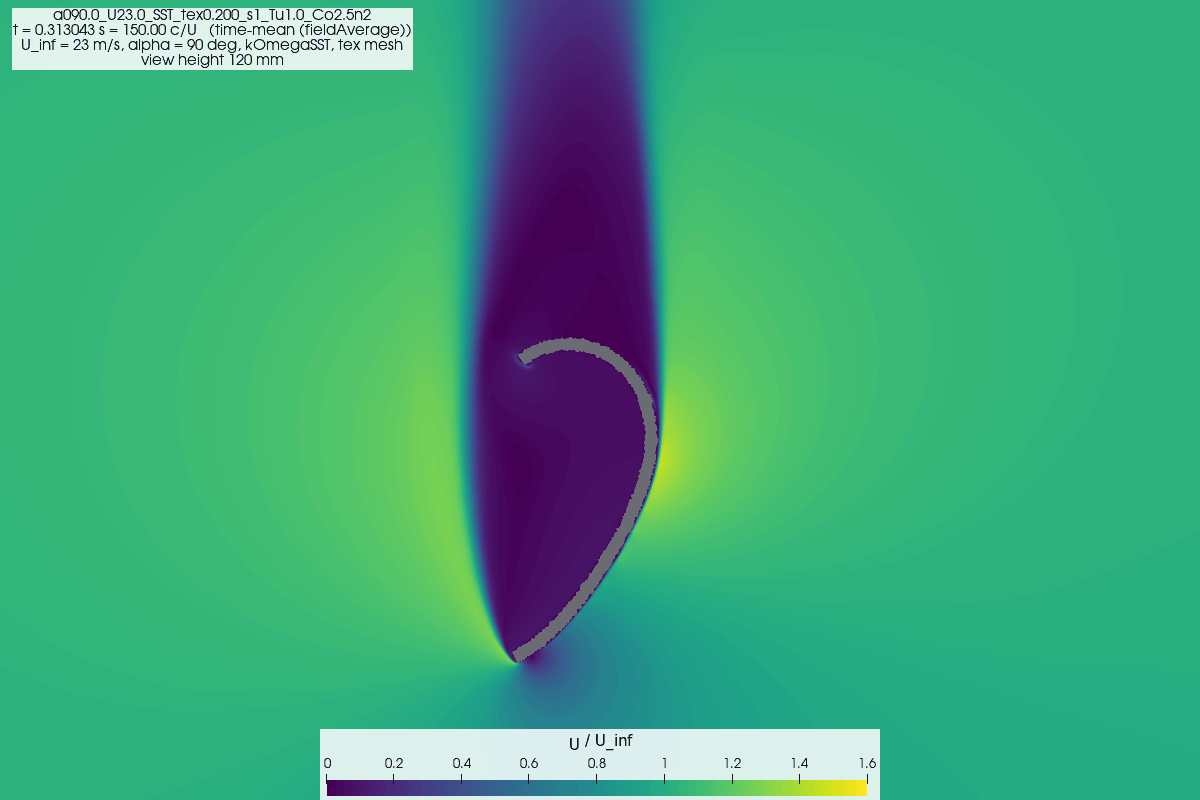 a090.0_U23.0_SST_tex0.200_s1_Tu1.0_Co2.5n2
t = 0.313043 s = 150.00 c/U (time-mean (fieldAverage))
U_inf = 23 m/s, alpha = 90 deg, kOmegaSST, tex mesh
view height 120 mm
U / U_inf
0 0.2 0.4 0.6 0.8 1 1.2 1.4 1.6